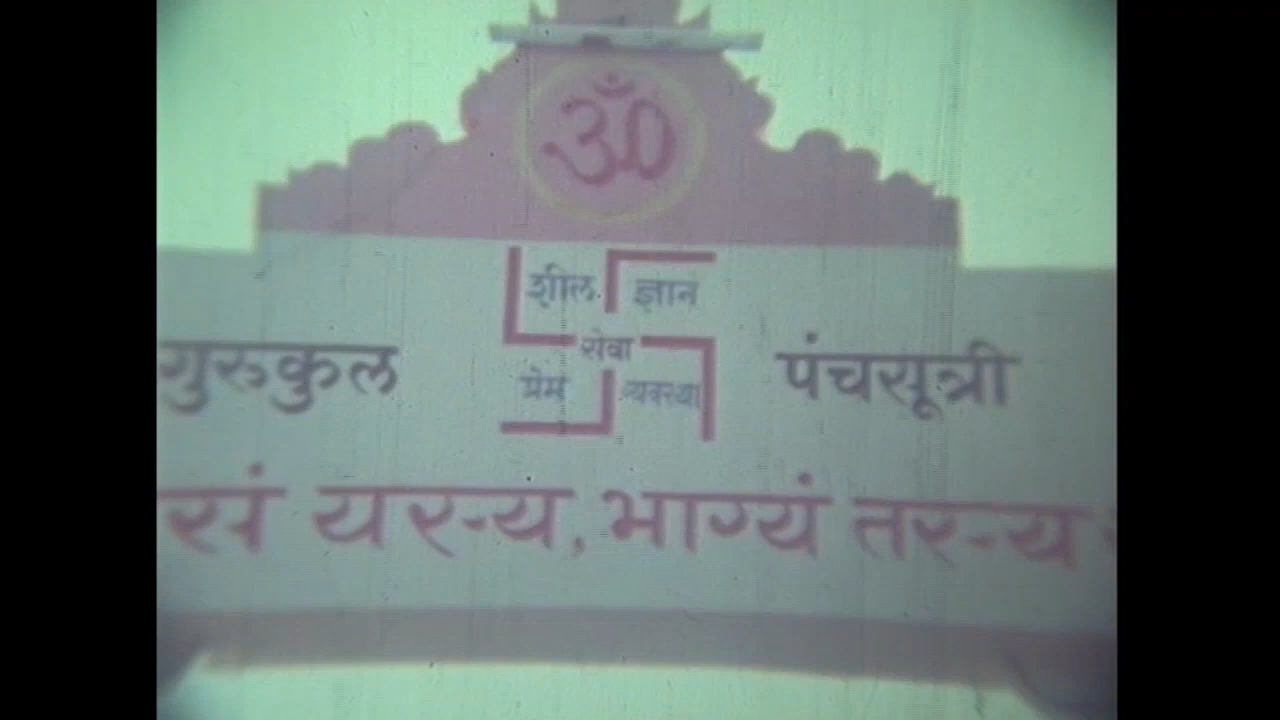 ॐ
शील ज्ञान
सेवा
गुरुकुल पंचसूत्री
प्रेम व्यवस्था
सं यस्य, भाग्यं तस्य